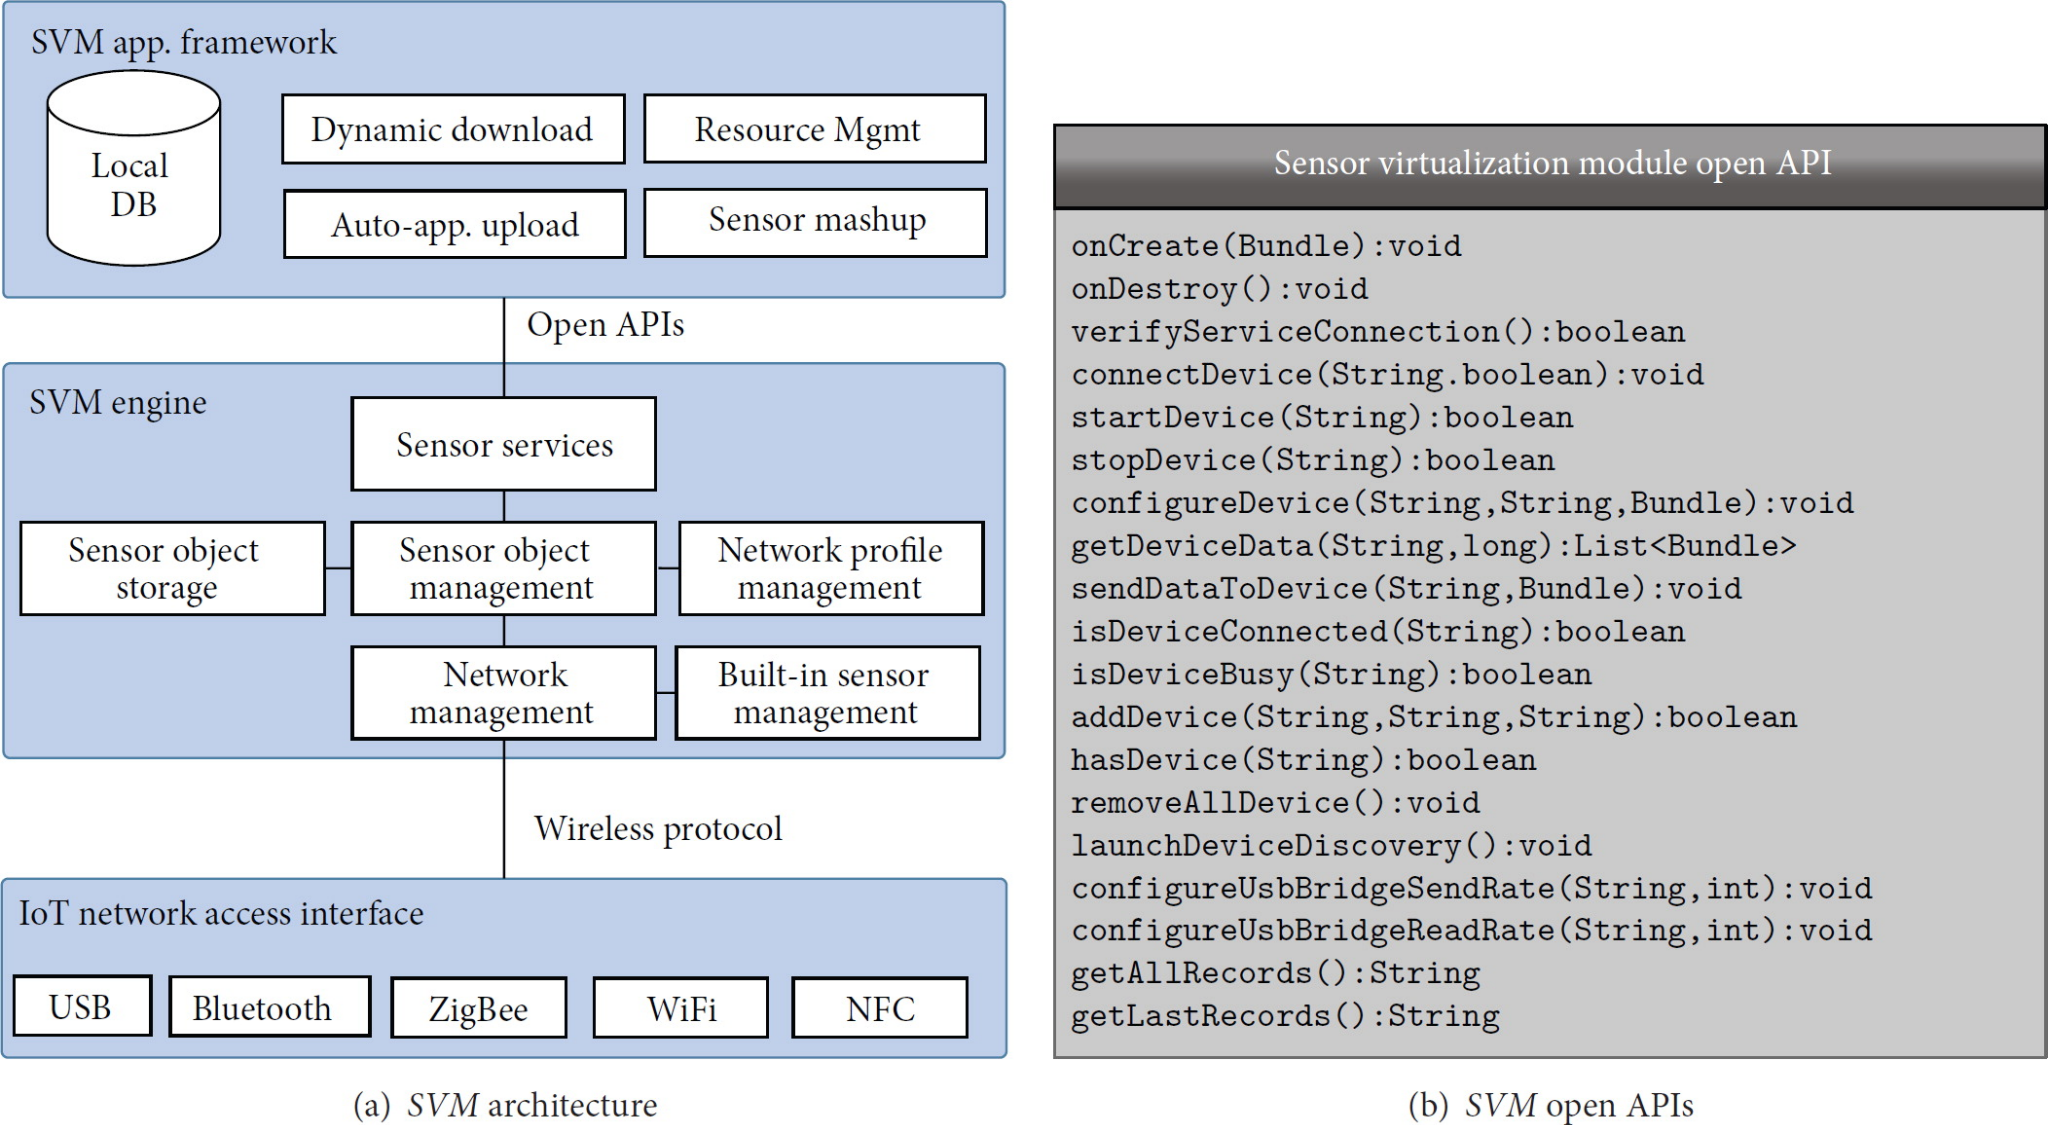 SVM app. framework
Local
DB
Dynamic download
Resource Mgmt
Auto-app. upload
Sensor mashup
Open APIs
SVM engine
Sensor services
Sensor object
storage
Sensor object
management
Network profile
management
Network
management
Built-in sensor
management
Wireless protocol
IoT network access interface
USB
Bluetooth
ZigBee
WiFi
NFC
(a) SVM architecture
Sensor virtualization module open API
onCreate(Bundle):void
onDestroy():void
verifyServiceConnection():boolean
connectDevice(String.boolean):void
startDevice(String):boolean
stopDevice(String):boolean
configureDevice(String,String,Bundle):void
getDeviceData(String,long):List<Bundle>
sendDataToDevice(String,Bundle):void
isDeviceConnected(String):boolean
isDeviceBusy(String):boolean
addDevice(String,String,String):boolean
hasDevice(String):boolean
removeAllDevice():void
launchDeviceDiscovery():void
configureUsbBridgeSendRate(String,int):void
configureUsbBridgeReadRate(String,int):void
getAllRecords():String
getLastRecords():String
(b) SVM open APIs